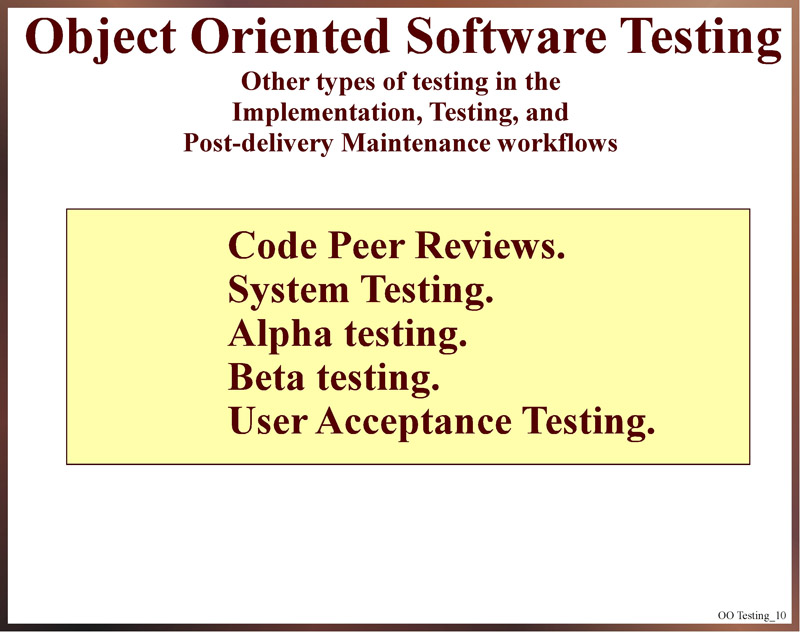 Object Oriented Software Testing
Other types of testing in the
Implementation, Testing, and
Post-delivery Maintenance workflows
Code Peer Reviews.
System Testing.
Alpha testing.
Beta testing.
User Acceptance Testing.
OO Testing_10